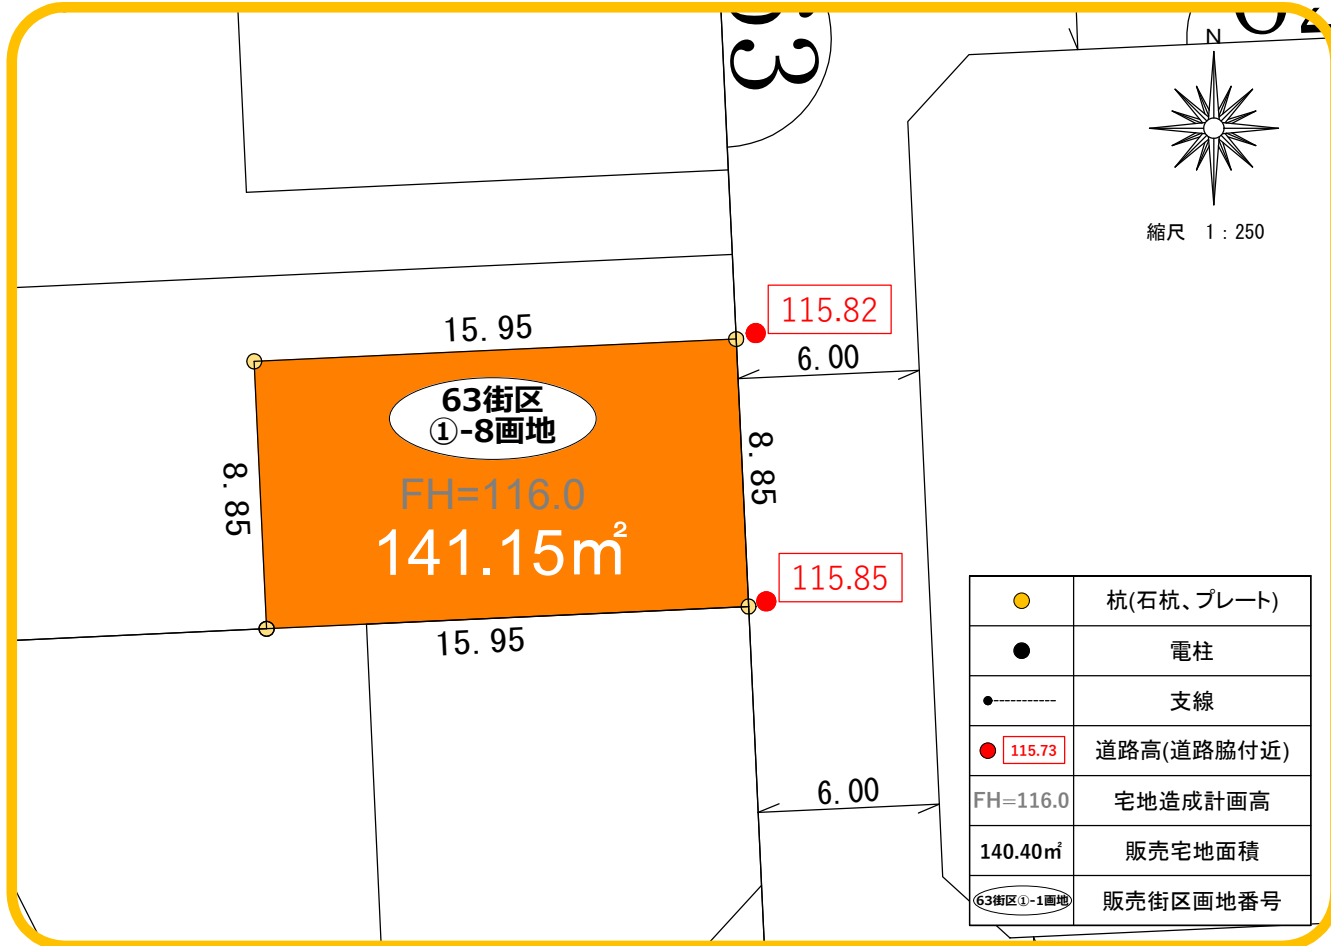 63
N
縮尺 1：250
115.82
15.95
6.00
63街区
①-8画地
8.85
8.85
FH=116.0
141.15㎡
115.85
15.95
6.00
杭(石杭、プレート)
電柱
支線
115.73 道路高(道路脇付近)
FH=116.0 宅地造成計画高
140.40㎡ 販売宅地面積
63街区①-1画地 販売街区画地番号